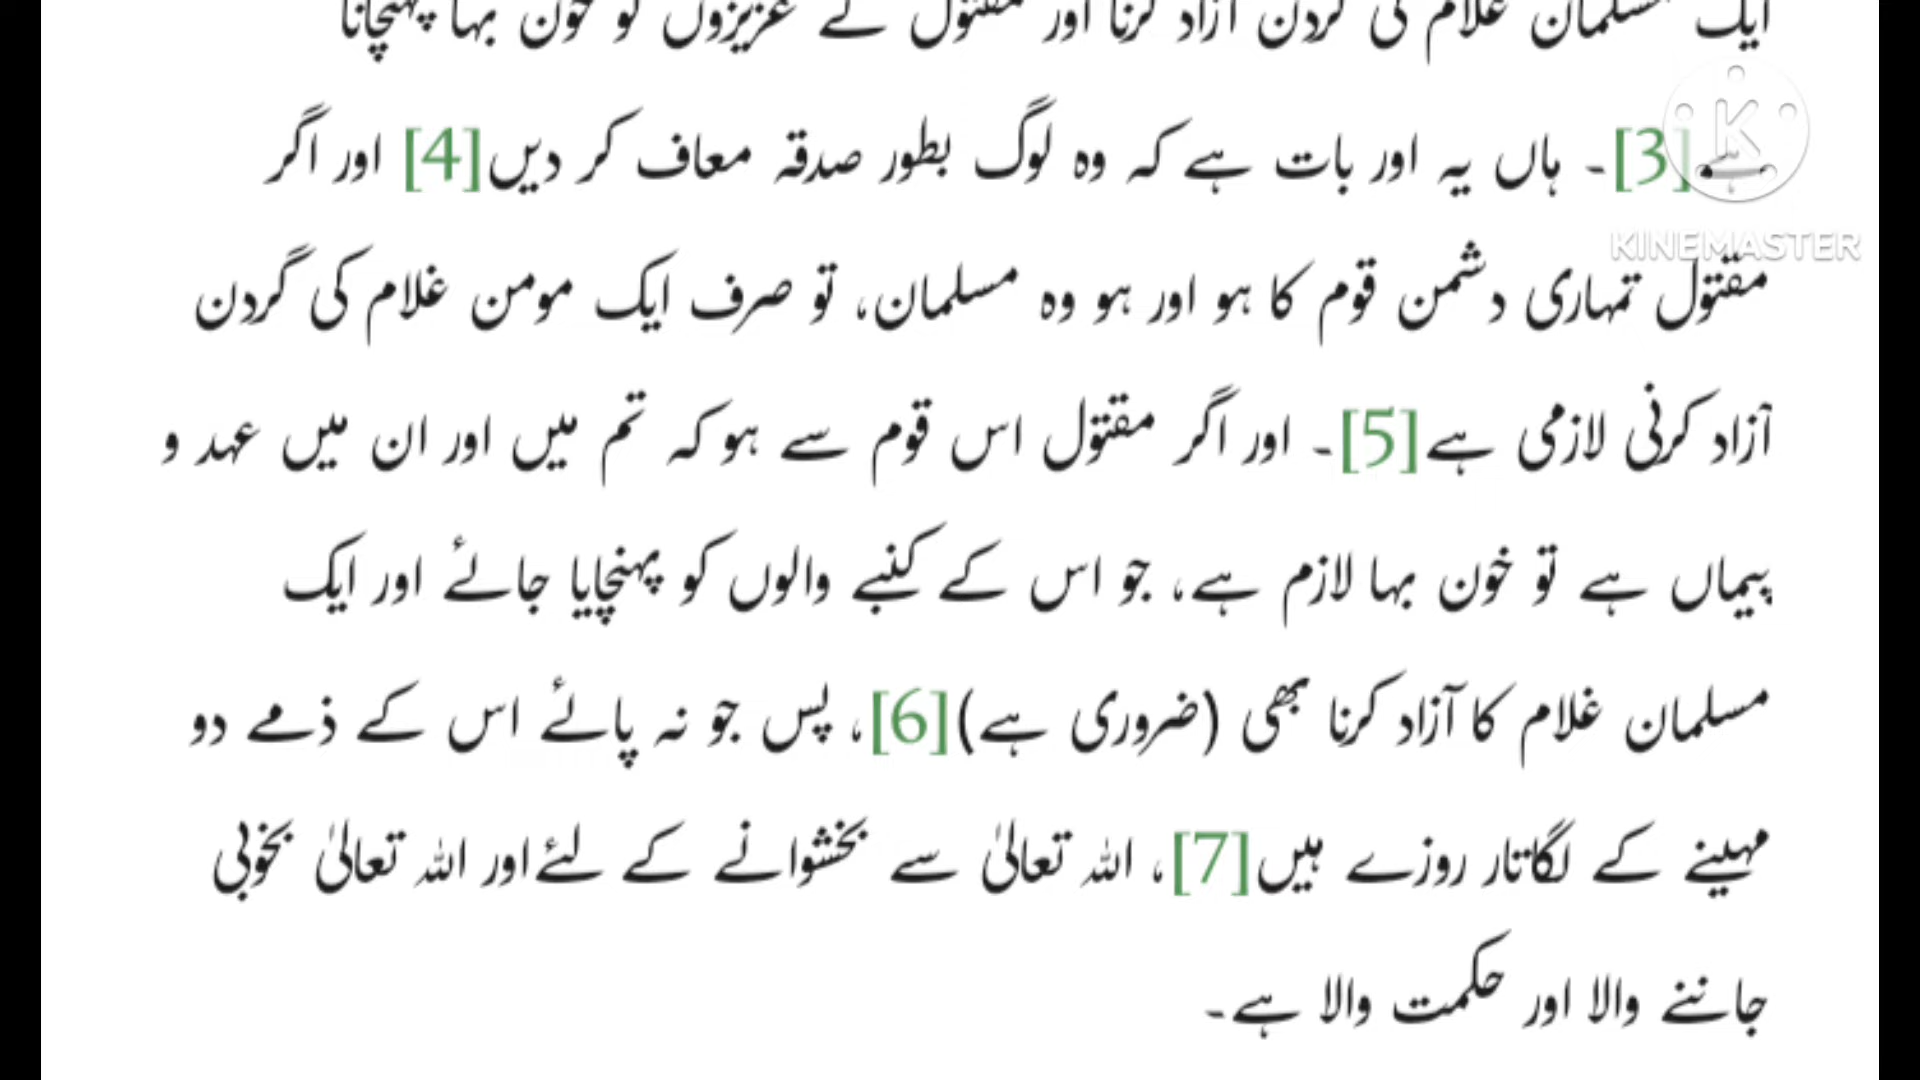 ایک مسلمان غلام کی گردن آزاد کرنا اور مقتول کے عزیزوں کو خون بہا پہنچانا
ہے[3]۔ ہاں یہ اور بات ہے کہ وہ لوگ بطور صدقہ معاف کر دیں[4] اور اگر
KINEMASTER
مقتول تمہاری دشمن قوم کا ہو اور ہو وہ مسلمان، تو صرف ایک مومن غلام کی گردن
آزاد کرنی لازمی ہے[5]۔ اور اگر مقتول اس قوم سے ہو کہ تم میں اور ان میں عہد و
پیماں ہے تو خون بہا لازم ہے، جو اس کے کنبے والوں کو پہنچایا جائے اور ایک
مسلمان غلام کا آزاد کرنا بھی (ضروری ہے)[6]، پس جو نہ پائے اس کے ذمے دو
مہینے کے لگاتار روزے ہیں[7]، اللہ تعالیٰ سے بخشوانے کے لئے اور اللہ تعالیٰ بخوبی
جاننے والا اور حکمت والا ہے۔